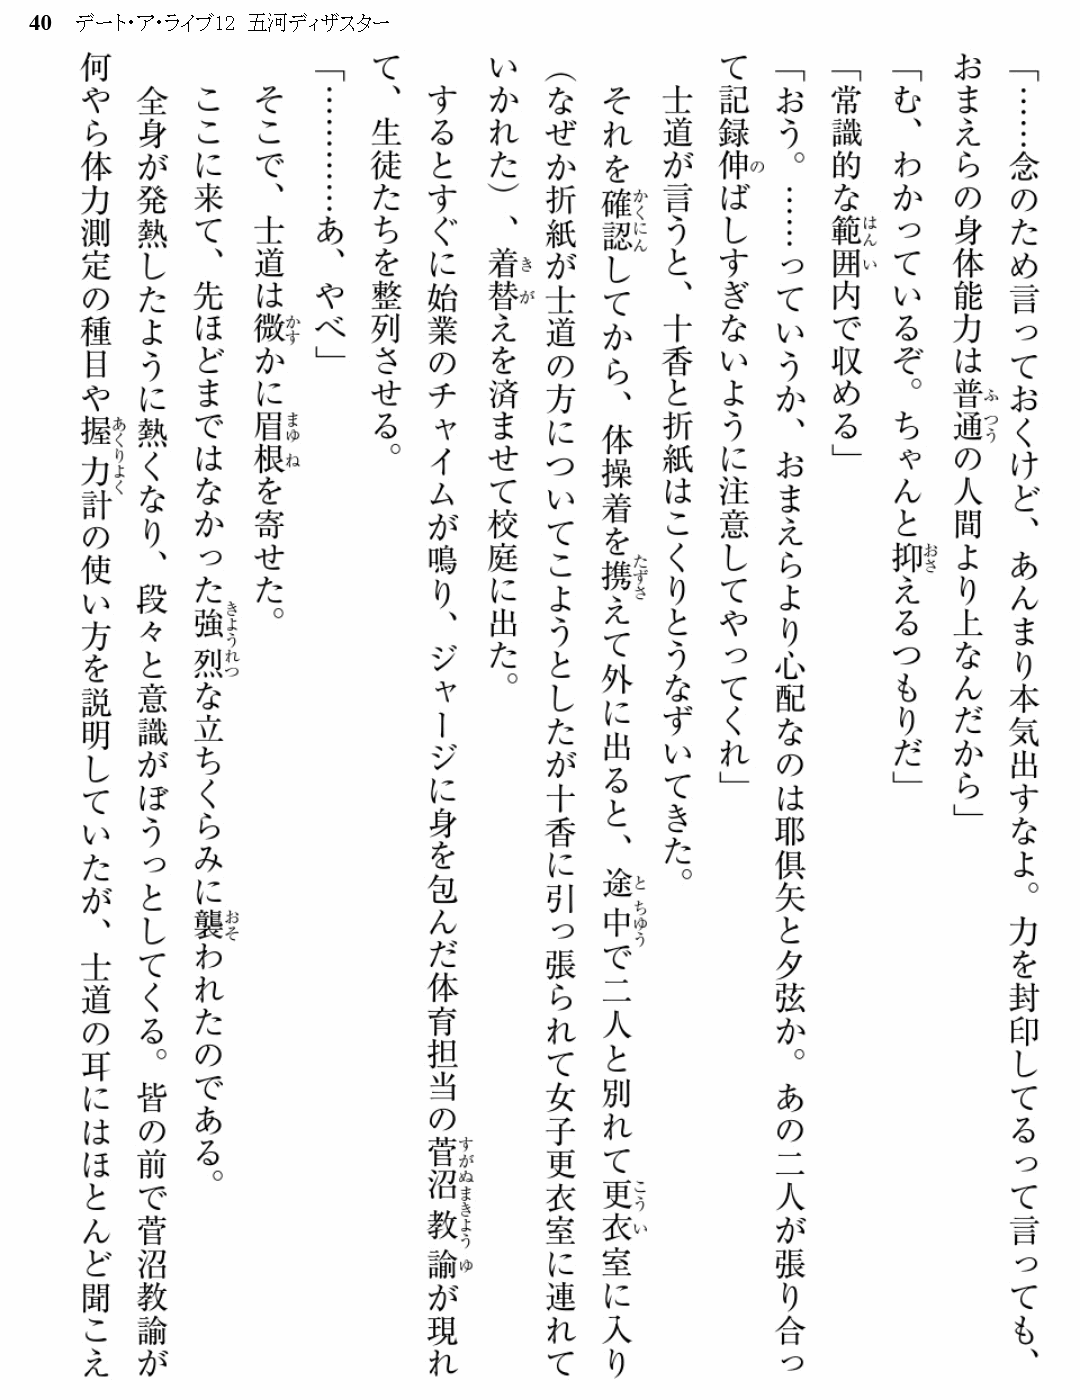 40 デート・ア・ライブ12 五河ディザスター
「……念のため言っておくけど、あんまり本気出すなよ。力を封印してるって言っても、
おまえらの身体能力は普通の人間より上なんだから」
「む、わかっているぞ。ちゃんと抑えるつもりだ」
「常識的な範囲内で収める」
「おう。……っていうか、おまえらより心配なのは耶倶矢と夕弦か。あの二人が張り合っ
て記録伸ばしすぎないように注意してやってくれ」
士道が言うと、十香と折紙はこくりとうなずいてきた。
それを確認してから、体操着を携えて外に出ると、途中で二人と別れて更衣室に入り
（なぜか折紙が士道の方についてこようとしたが十香に引っ張られて女子更衣室に連れて
いかれた）、着替えを済ませて校庭に出た。
するとすぐに始業のチャイムが鳴り、ジャージに身を包んだ体育担当の菅沼教諭が現れ
て、生徒たちを整列させる。
「…………あ、やべ」
そこで、士道は微かに眉根を寄せた。
ここに来て、先ほどまではなかった強烈な立ちくらみに襲われたのである。
全身が発熱したように熱くなり、段々と意識がぼうっとしてくる。皆の前で菅沼教諭が
何やら体力測定の種目や握力計の使い方を説明していたが、士道の耳にはほとんど聞こえ